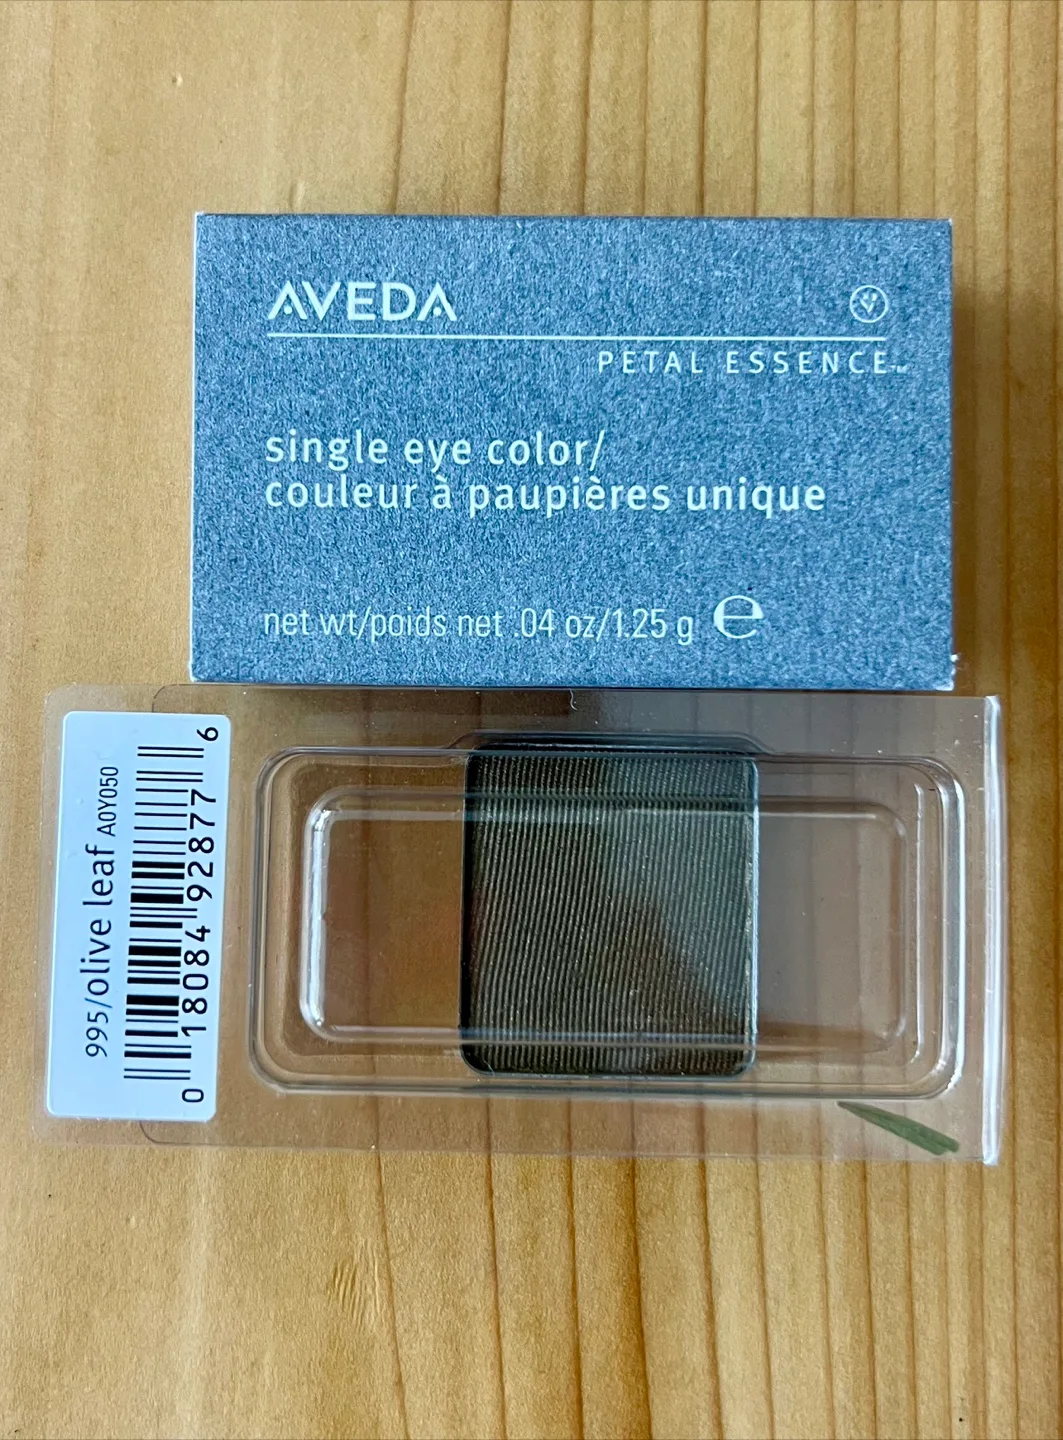 AVEDA
PETAL ESSENCE™
single eye color/
couleur à paupières unique
net wt/poids net .04 oz/1.25 g ℮
995/olive leaf A0Y050
0 18084 92877 6